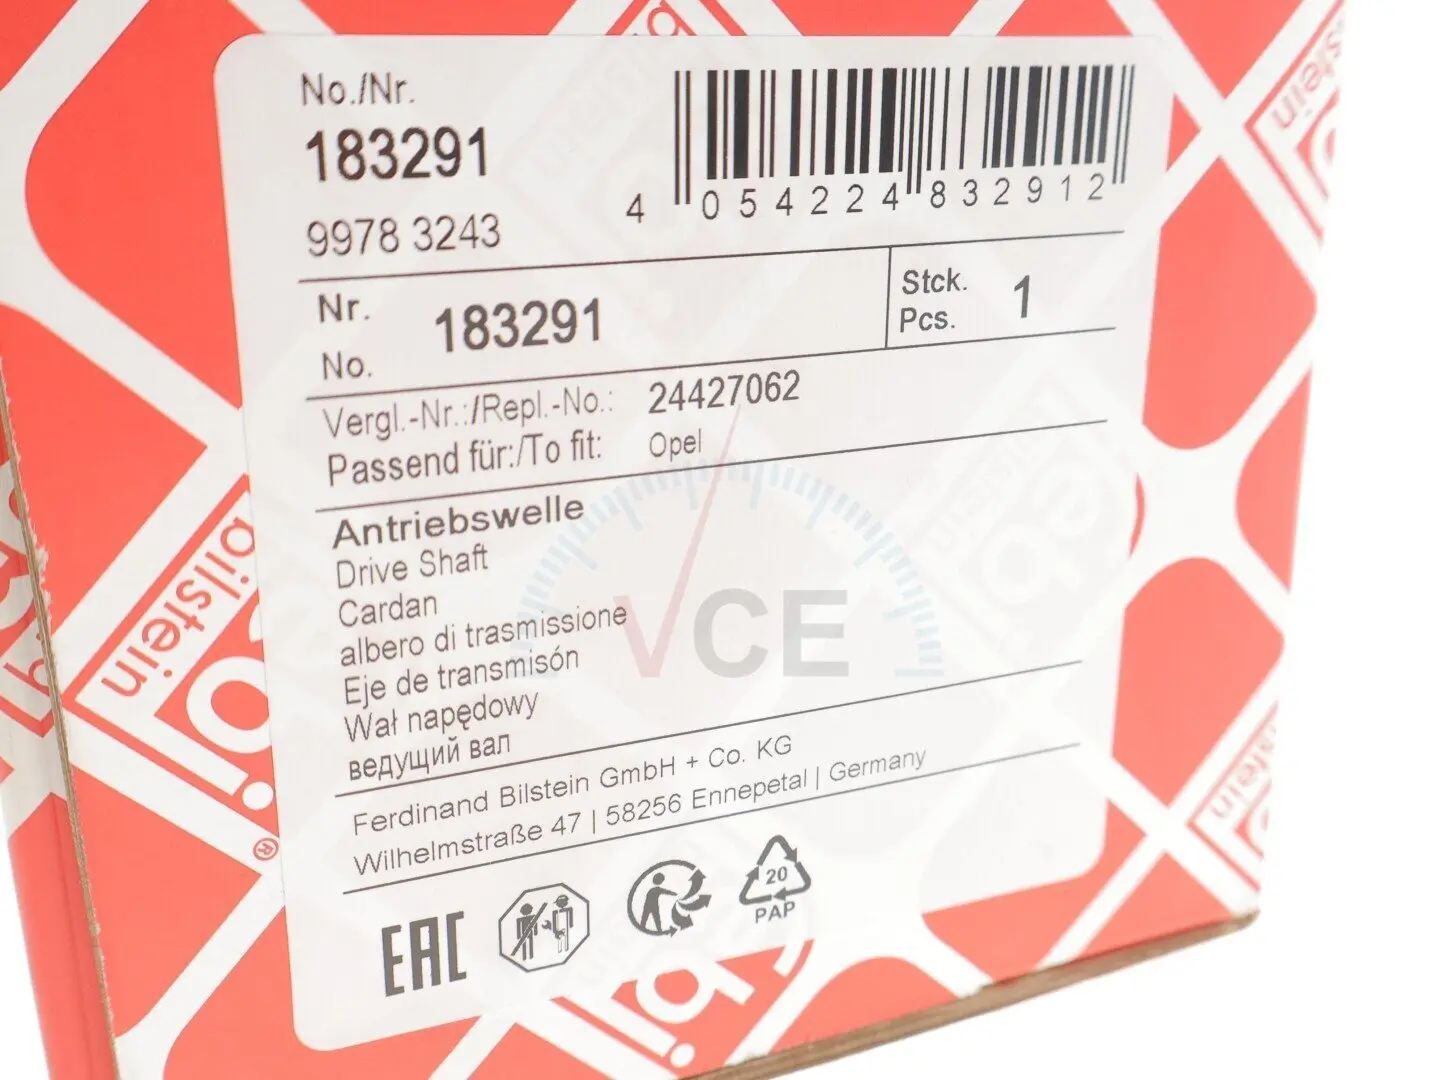 No./Nr.
183291
9978 3243
4 054224 832912
Nr.
No.
183291
Stck.
Pcs.
1
Vergl.-Nr.:/Repl.-No.: 24427062
Passend für:/To fit: Opel
Antriebswelle
Drive Shaft
Cardan
albero di trasmissione
Eje de transmisón
Wał napędowy
ведущий вал
VCE
Ferdinand Bilstein GmbH + Co. KG
Wilhelmstraße 47 | 58256 Ennepetal | Germany
EAC
20
PAP
bilstein
®